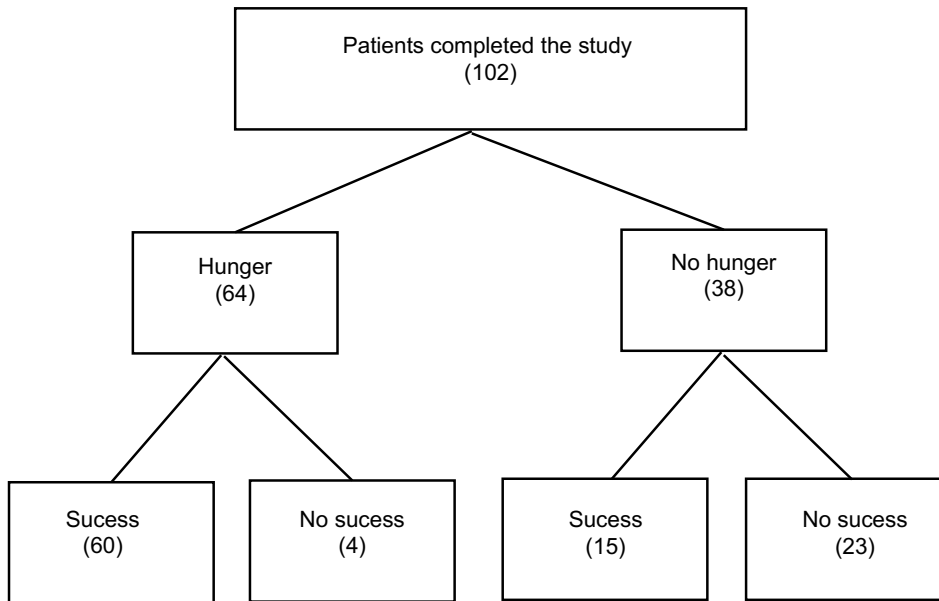 Patients completed the study
(102)
Hunger
(64)
No hunger
(38)
Sucess
(60)
No sucess
(4)
Sucess
(15)
No sucess
(23)